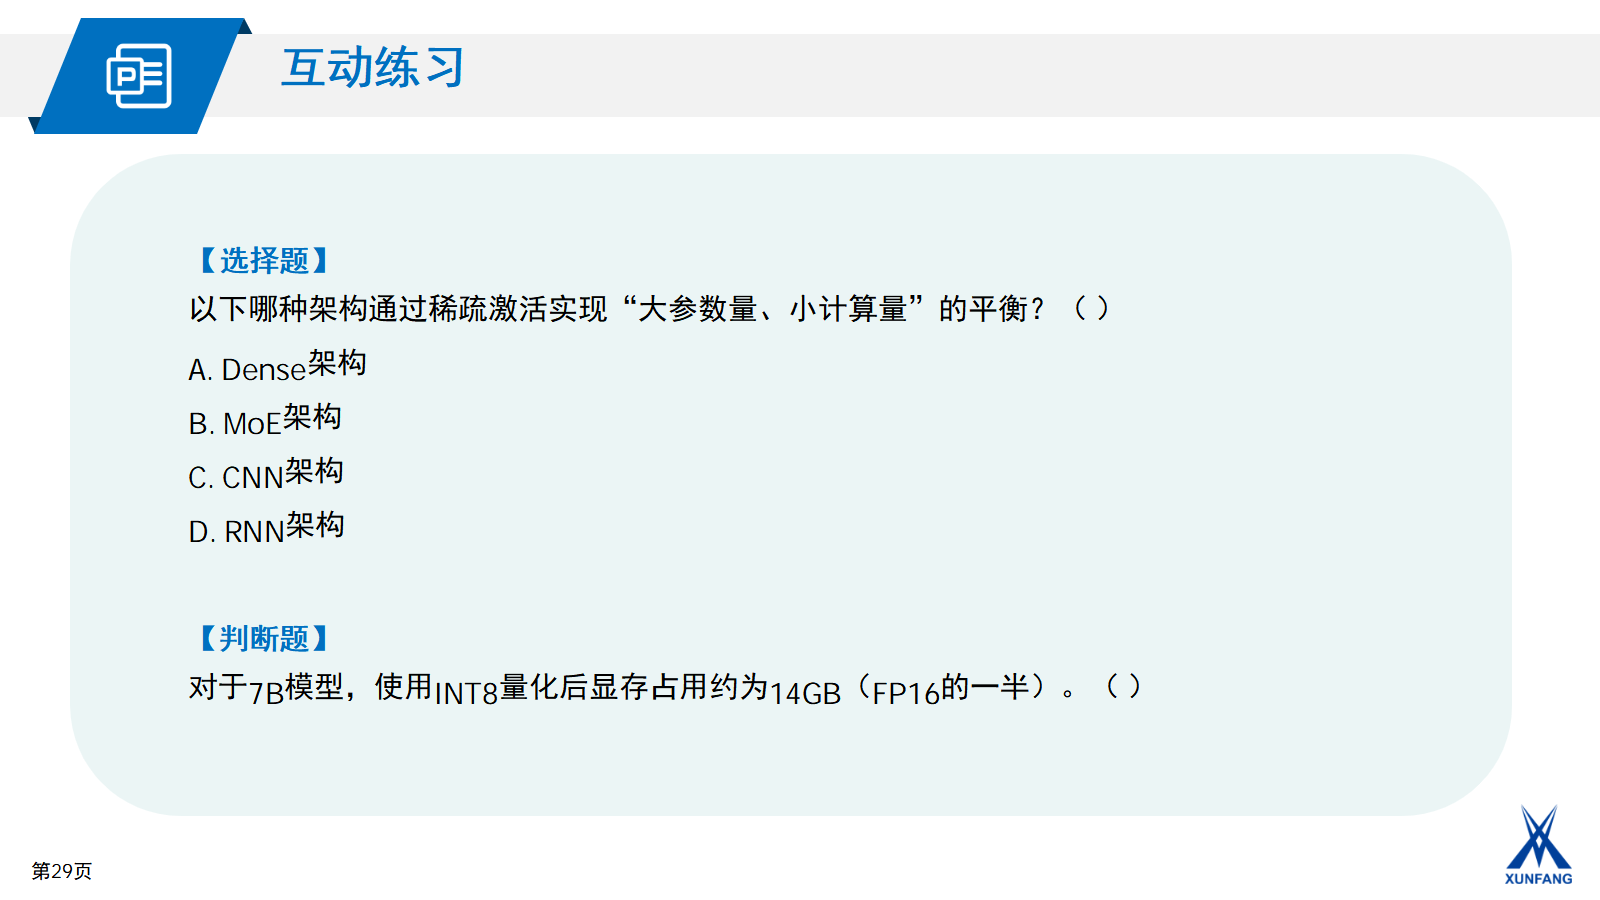 互动练习
【选择题】
以下哪种架构通过稀疏激活实现“大参数量、小计算量”的平衡？（ ）
A. Dense架构
B. MoE架构
C. CNN架构
D. RNN架构
【判断题】
对于7B模型，使用INT8量化后显存占用约为14GB（FP16的一半）。（ ）
第29页
XUNFANG